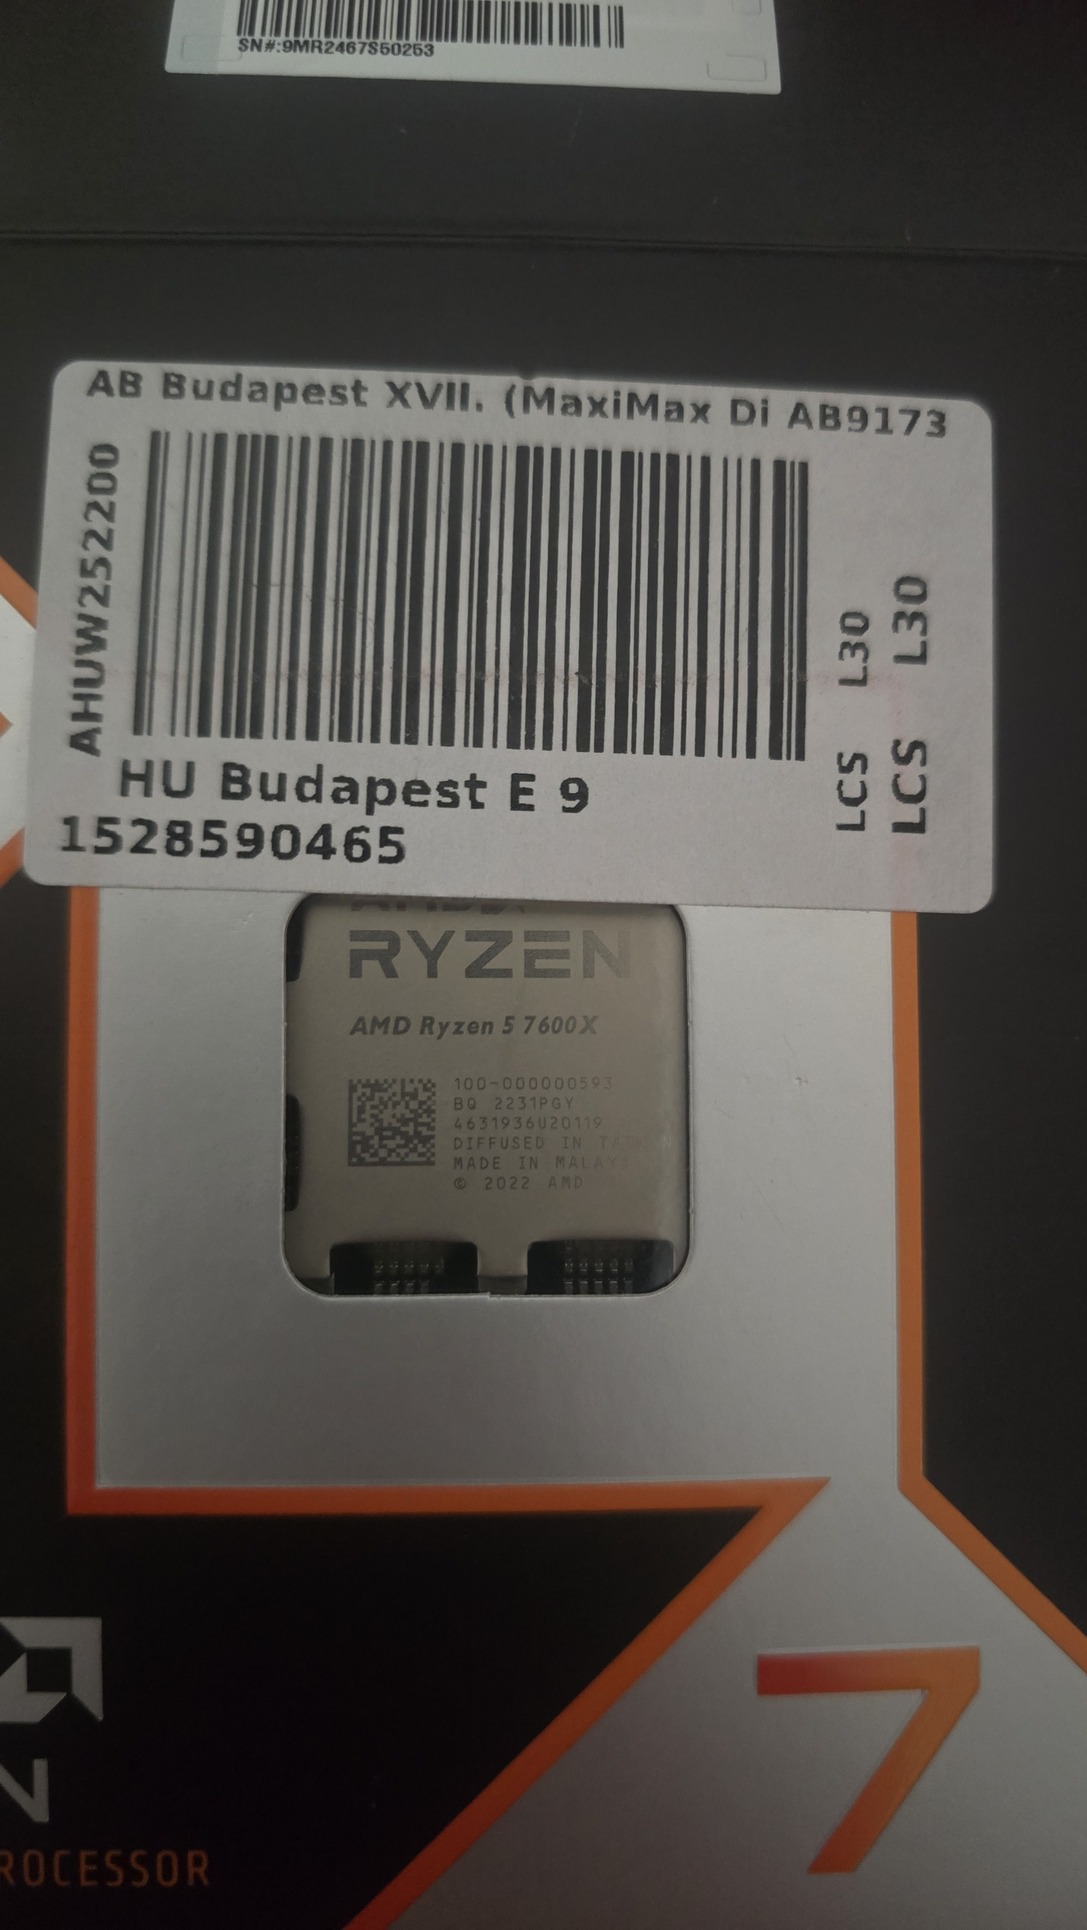 SN#:9MR2467S50253
AB Budapest XVII. (MaxiMax Di AB9173
AHUW252200
LCS L30
LCS L30
HU Budapest E 9
1528590465
RYZEN
AMD Ryzen 5 7600X
100-000000593
BQ 2231PGY
4631936U20119
DIFFUSED IN
MADE IN
© 2022 AMD
7
ROCESSOR